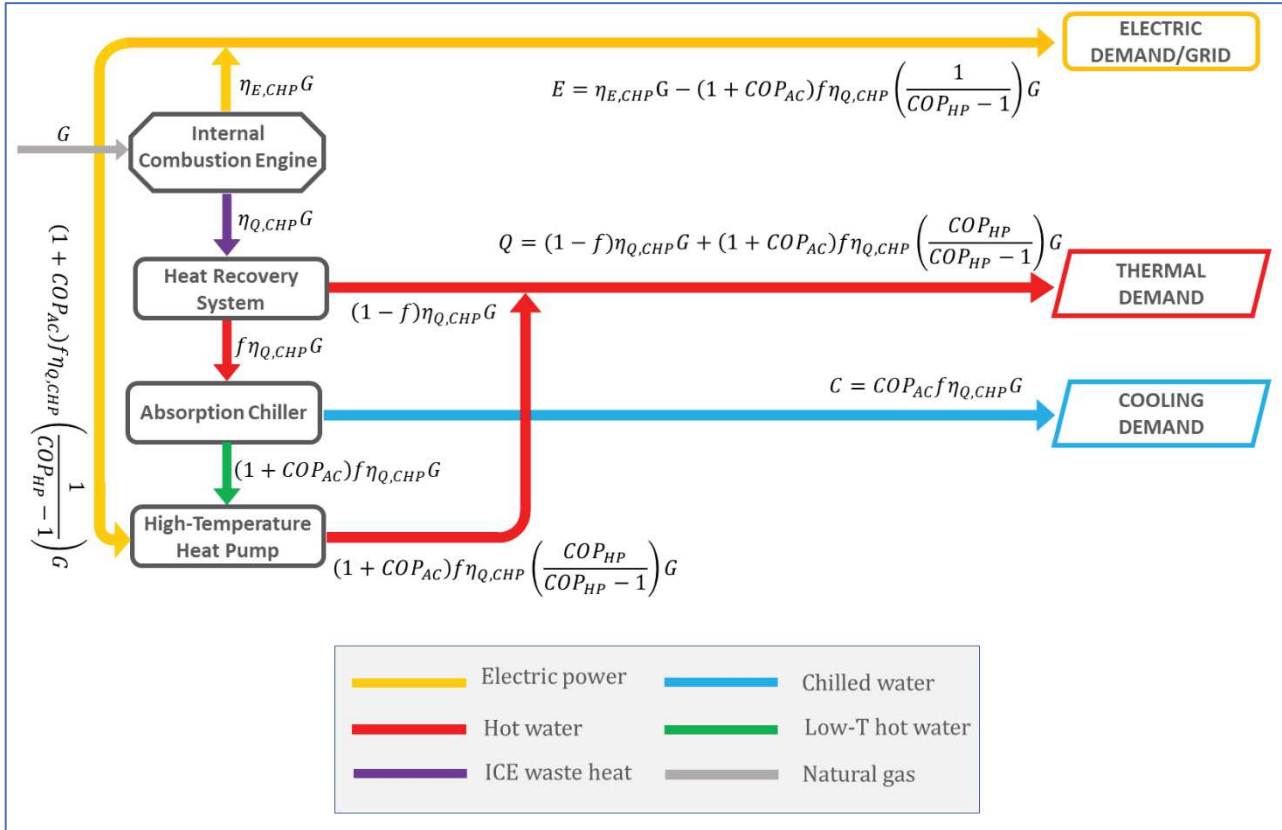 ELECTRIC
DEMAND/GRID
η_{E,CHP}G
E = η_{E,CHP}G − (1 + COP_{AC})fη_{Q,CHP}(\frac{1}{COP_{HP} − 1})G
G
Internal
Combustion Engine
η_{Q,CHP}G
Q = (1 − f)η_{Q,CHP}G + (1 + COP_{AC})fη_{Q,CHP}(\frac{COP_{HP}}{COP_{HP} − 1})G
Heat Recovery
System
THERMAL
DEMAND
(1 − f)η_{Q,CHP}G
fη_{Q,CHP}G
(1 + COP_{AC})fη_{Q,CHP}(\frac{1}{COP_{HP} − 1})G
Absorption Chiller
C = COP_{AC}fη_{Q,CHP}G
COOLING
DEMAND
(1 + COP_{AC})fη_{Q,CHP}G
High-Temperature
Heat Pump
(1 + COP_{AC})fη_{Q,CHP}(\frac{COP_{HP}}{COP_{HP} − 1})G
Electric power
Chilled water
Hot water
Low-T hot water
ICE waste heat
Natural gas